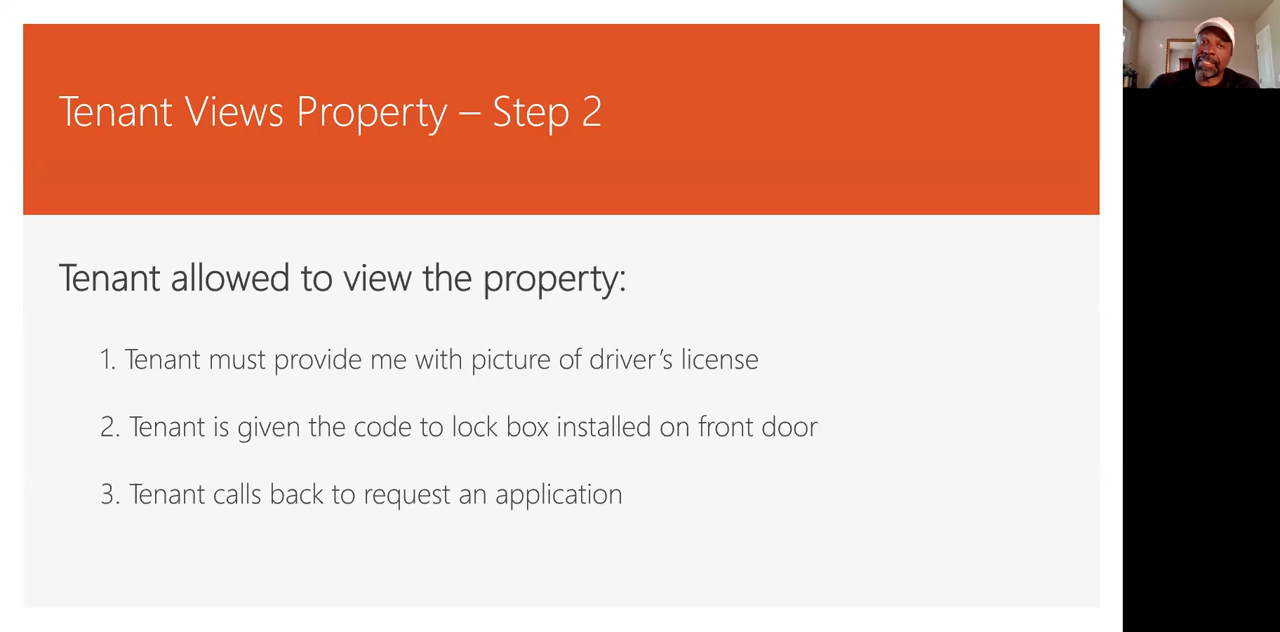 Tenant Views Property – Step 2
Tenant allowed to view the property:
1. Tenant must provide me with picture of driver’s license
2. Tenant is given the code to lock box installed on front door
3. Tenant calls back to request an application